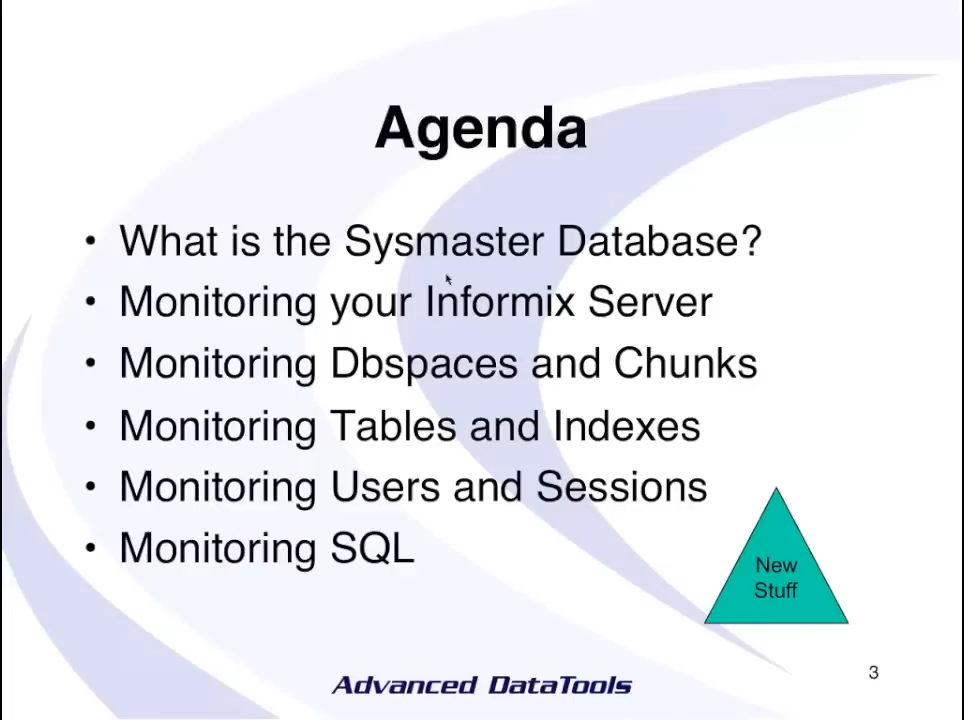 Agenda
• What is the Sysmaster Database?
• Monitoring your Informix Server
• Monitoring Dbspaces and Chunks
• Monitoring Tables and Indexes
• Monitoring Users and Sessions
• Monitoring SQL
New
Stuff
Advanced DataTools
3